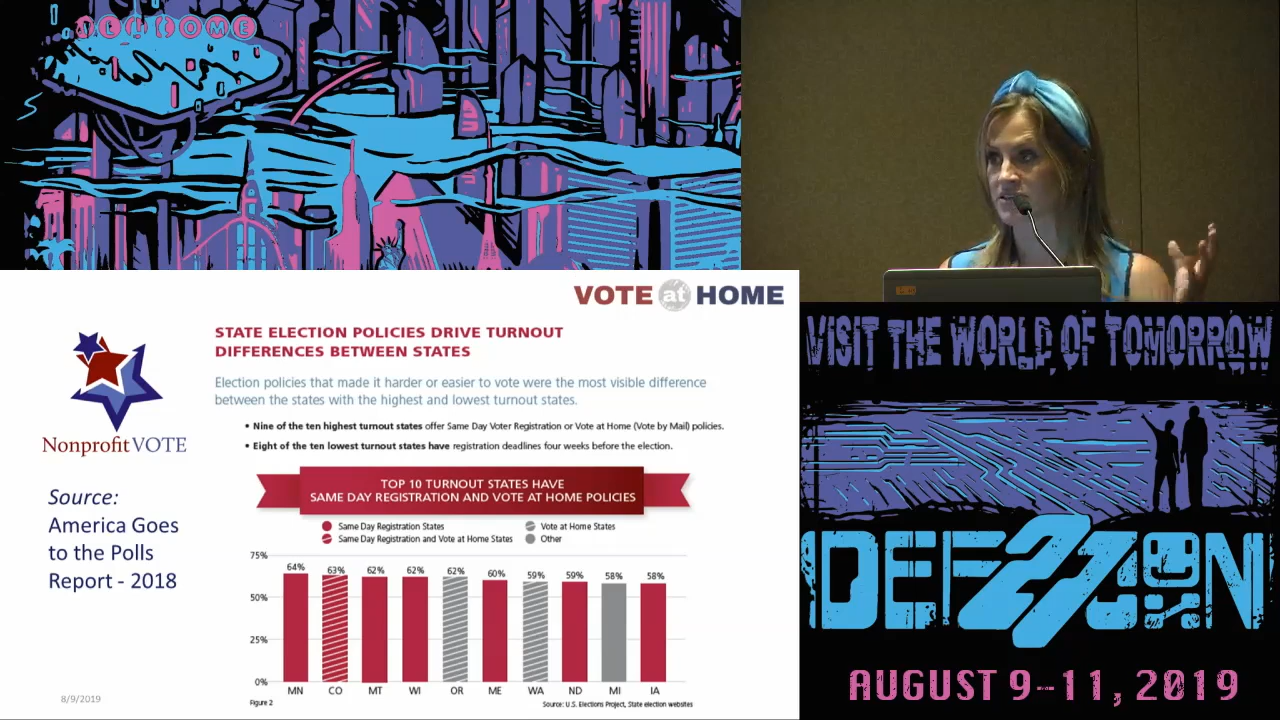 WELCOME
VOTE at HOME
STATE ELECTION POLICIES DRIVE TURNOUT
DIFFERENCES BETWEEN STATES
Election policies that made it harder or easier to vote were the most visible difference
between the states with the highest and lowest turnout states.
• Nine of the ten highest turnout states offer Same Day Voter Registration or Vote at Home (Vote by Mail) policies.
• Eight of the ten lowest turnout states have registration deadlines four weeks before the election.
NonprofitVOTE
Source:
America Goes
to the Polls
Report - 2018
TOP 10 TURNOUT STATES HAVE
SAME DAY REGISTRATION AND VOTE AT HOME POLICIES
Same Day Registration States
Vote at Home States
Same Day Registration and Vote at Home States
Other
75%
50%
25%
0%
64% 63% 62% 62% 62% 60% 59% 59% 58% 58%
MN CO MT WI OR ME WA ND MI IA
Figure 2
Source: U.S. Elections Project, State election websites
8/9/2019
VISIT THE WORLD OF TOMORROW
DEF27CON
AUGUST 9--11, 2019